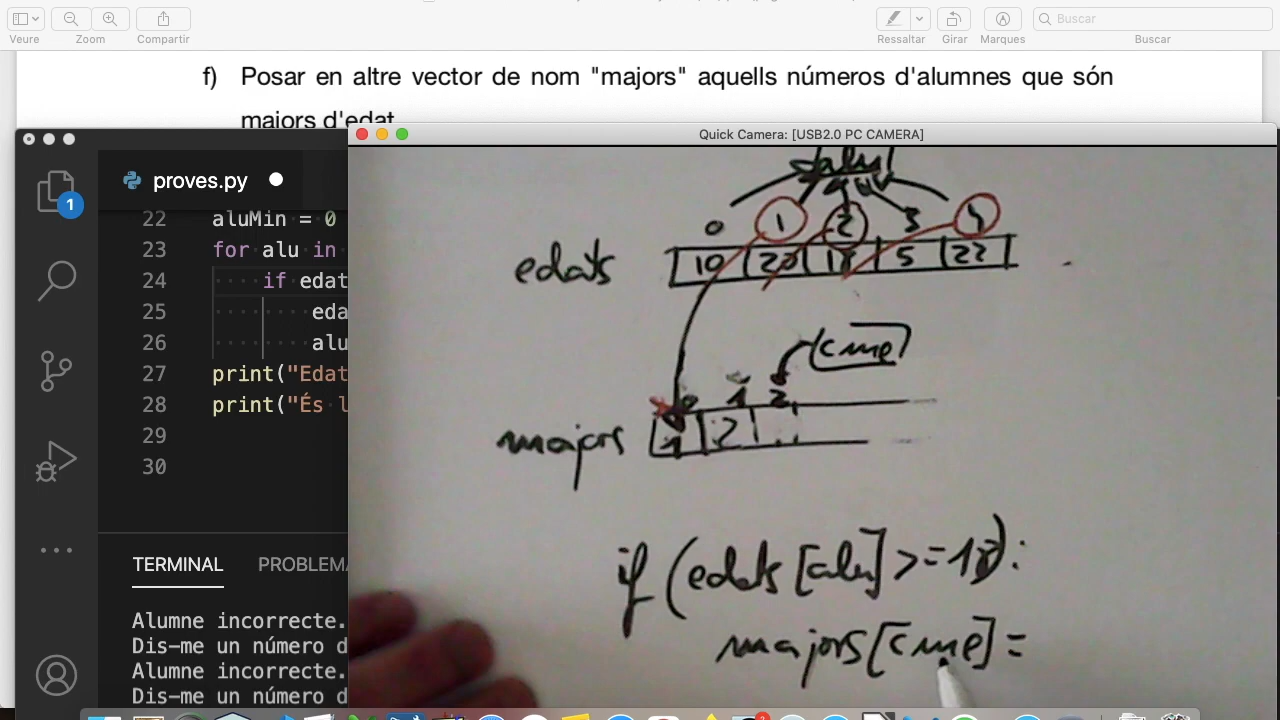 Veure
Zoom
Compartir
Ressaltar
Girar
Marques
Buscar
Buscar
f) Posar en altre vector de nom "majors" aquells números d'alumnes que són
majors d'edat
Quick Camera: [USB2.0 PC CAMERA]
proves.py
1
22 aluMin = 0
23 for alu in
24 if edat
25 eda
26 alu
27 print("Edat
28 print("És l
29
30
TERMINAL PROBLEMA
Alumne incorrecte.
Dis-me un número d
Alumne incorrecte.
Dis-me un número d
alu
0 1 2 3 4
edats 10 20 18 5 22
cme
0 1 2
majors 1 2 ..
if (edats[alu] >= 18):
majors[cme] =